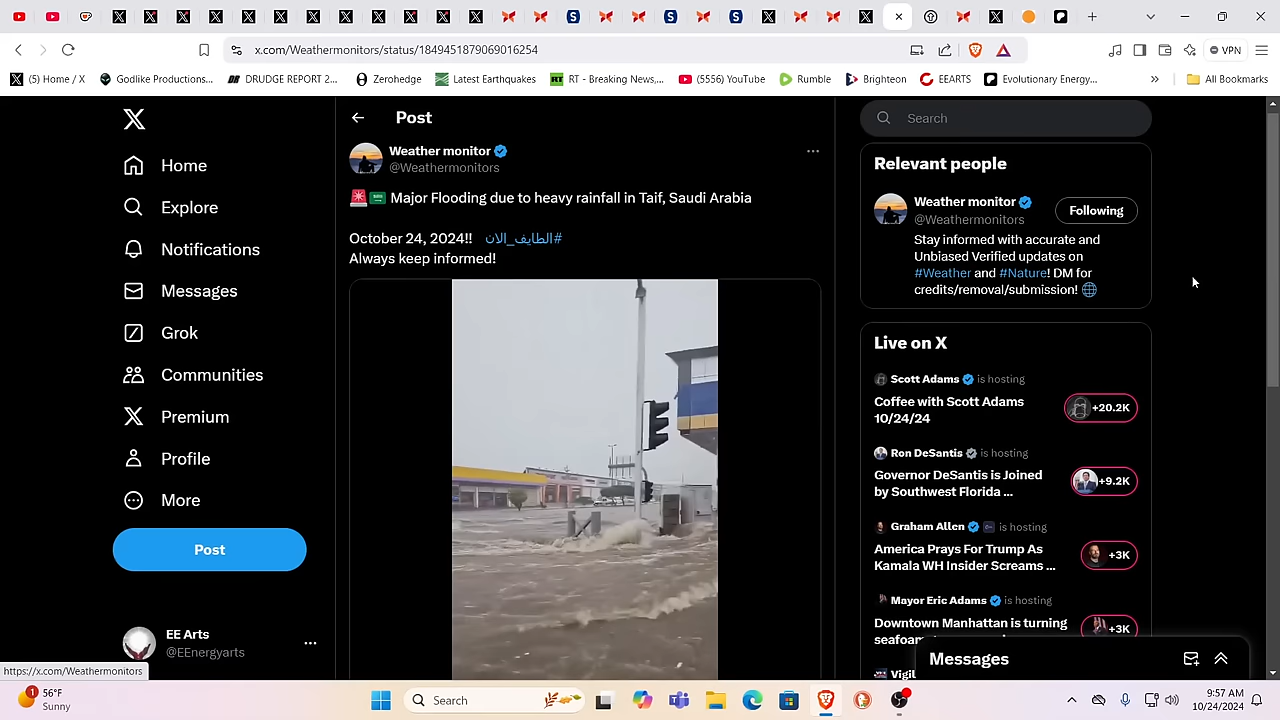 x.com/Weathermonitors/status/1849451879069016254
VPN
(5) Home / X
Godlike Productions...
DRUDGE REPORT 2...
Zerohedge
Latest Earthquakes
RT - Breaking News,...
(5556) YouTube
Rumble
Brighteon
EEARTS
Evolutionary Energy...
All Bookmarks
Home
Explore
Notifications
Messages
Grok
Communities
Premium
Profile
More
Post
EE Arts
@EEnergyarts
https://x.com/Weathermonitors
Post
Weather monitor
@Weathermonitors
Major Flooding due to heavy rainfall in Taif, Saudi Arabia
October 24, 2024!! #الطايف_الان
Always keep informed!
Search
Relevant people
Weather monitor
@Weathermonitors
Following
Stay informed with accurate and
Unbiased Verified updates on
#Weather and #Nature! DM for
credits/removal/submission!
Live on X
Scott Adams is hosting
Coffee with Scott Adams
10/24/24
+20.2K
Ron DeSantis is hosting
Governor DeSantis is Joined
by Southwest Florida ...
+9.2K
Graham Allen is hosting
America Prays For Trump As
Kamala WH Insider Screams ...
+3K
Mayor Eric Adams is hosting
Downtown Manhattan is turning
+3K
Messages
56°F
Sunny
1
Search
9:57 AM
10/24/2024